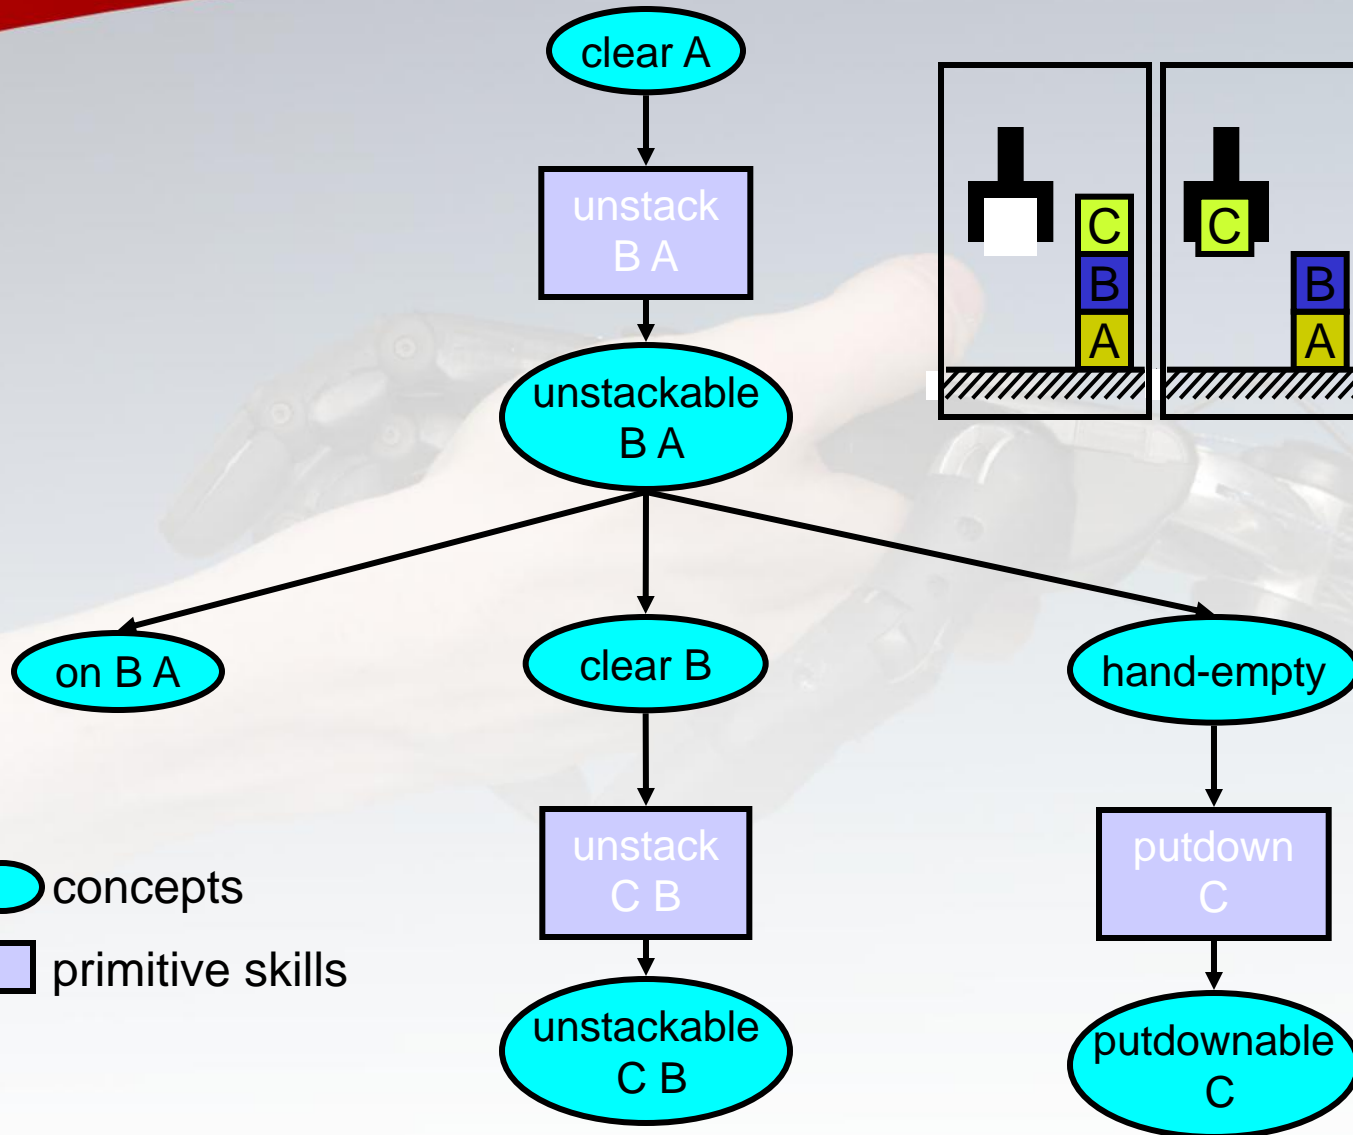 clear A
unstack
B A
C
B
A
C
B
A
unstackable
B A
on B A
clear B
hand-empty
unstack
C B
putdown
C
concepts
primitive skills
unstackable
C B
putdownable
C